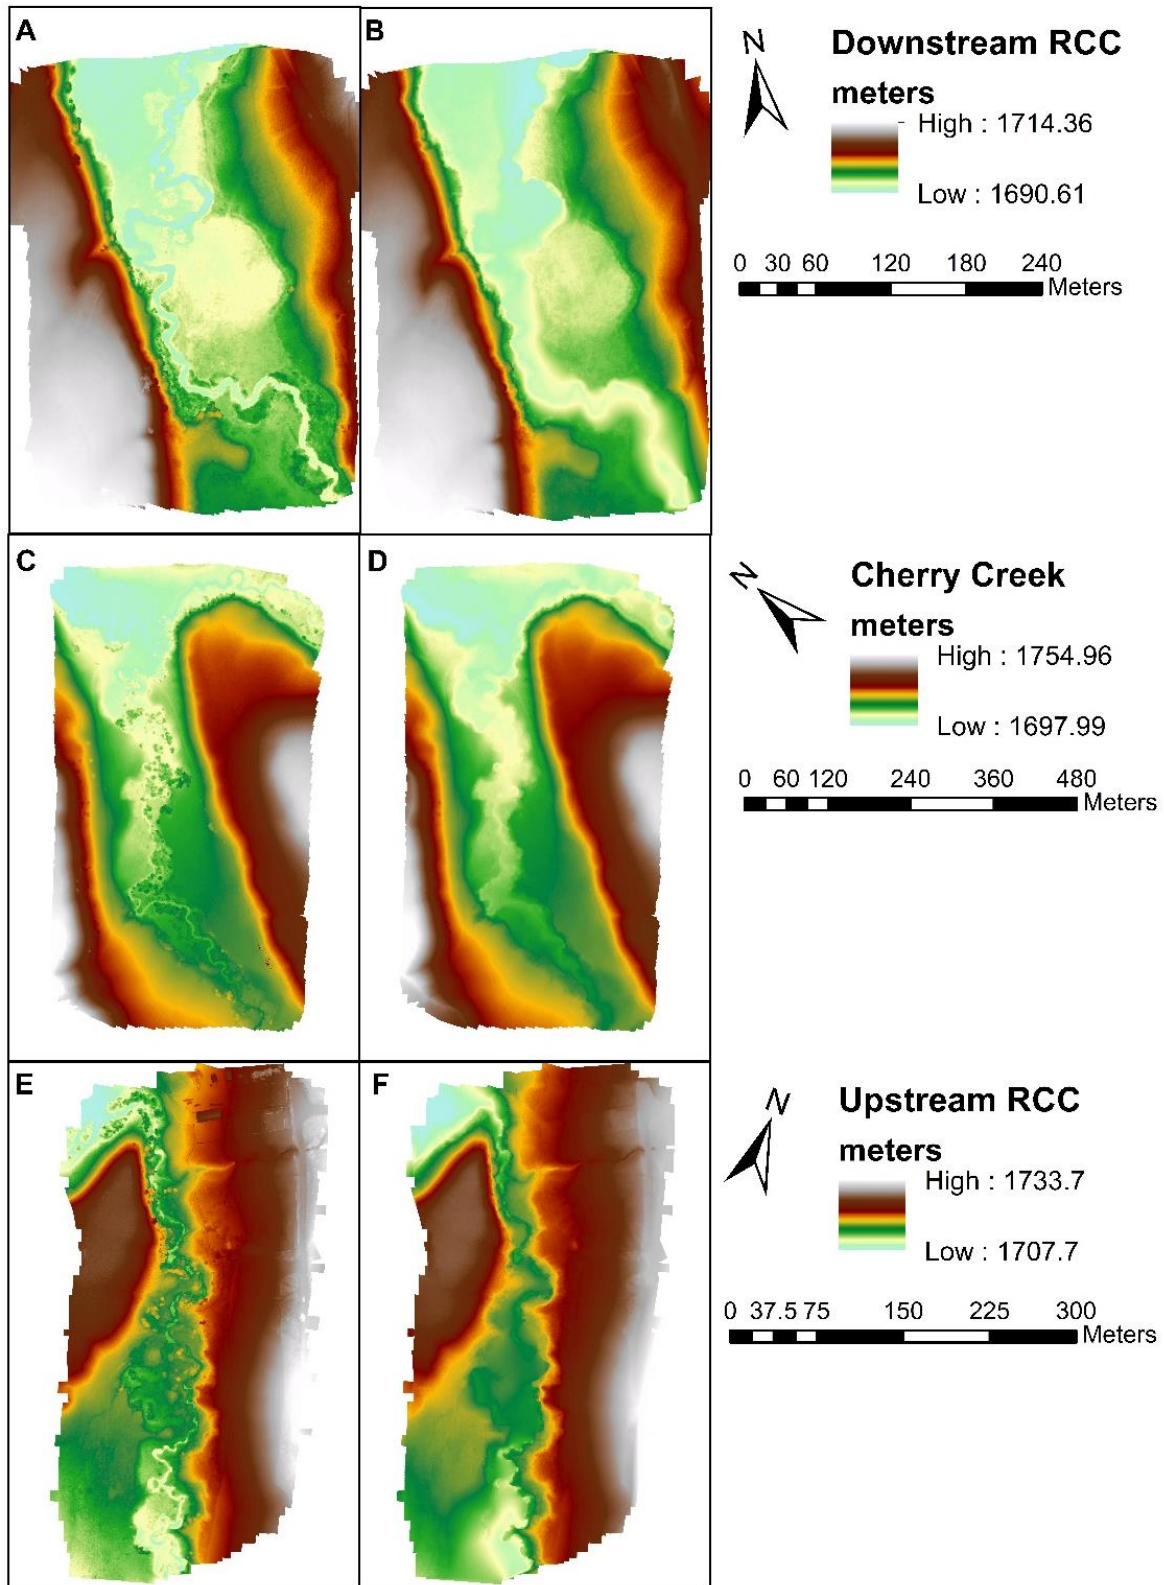 A
B
N
Downstream RCC
meters
High : 1714.36
Low : 1690.61
0 30 60 120 180 240
Meters
C
D
N
Cherry Creek
meters
High : 1754.96
Low : 1697.99
0 60 120 240 360 480
Meters
E
F
N
Upstream RCC
meters
High : 1733.7
Low : 1707.7
0 37.5 75 150 225 300
Meters